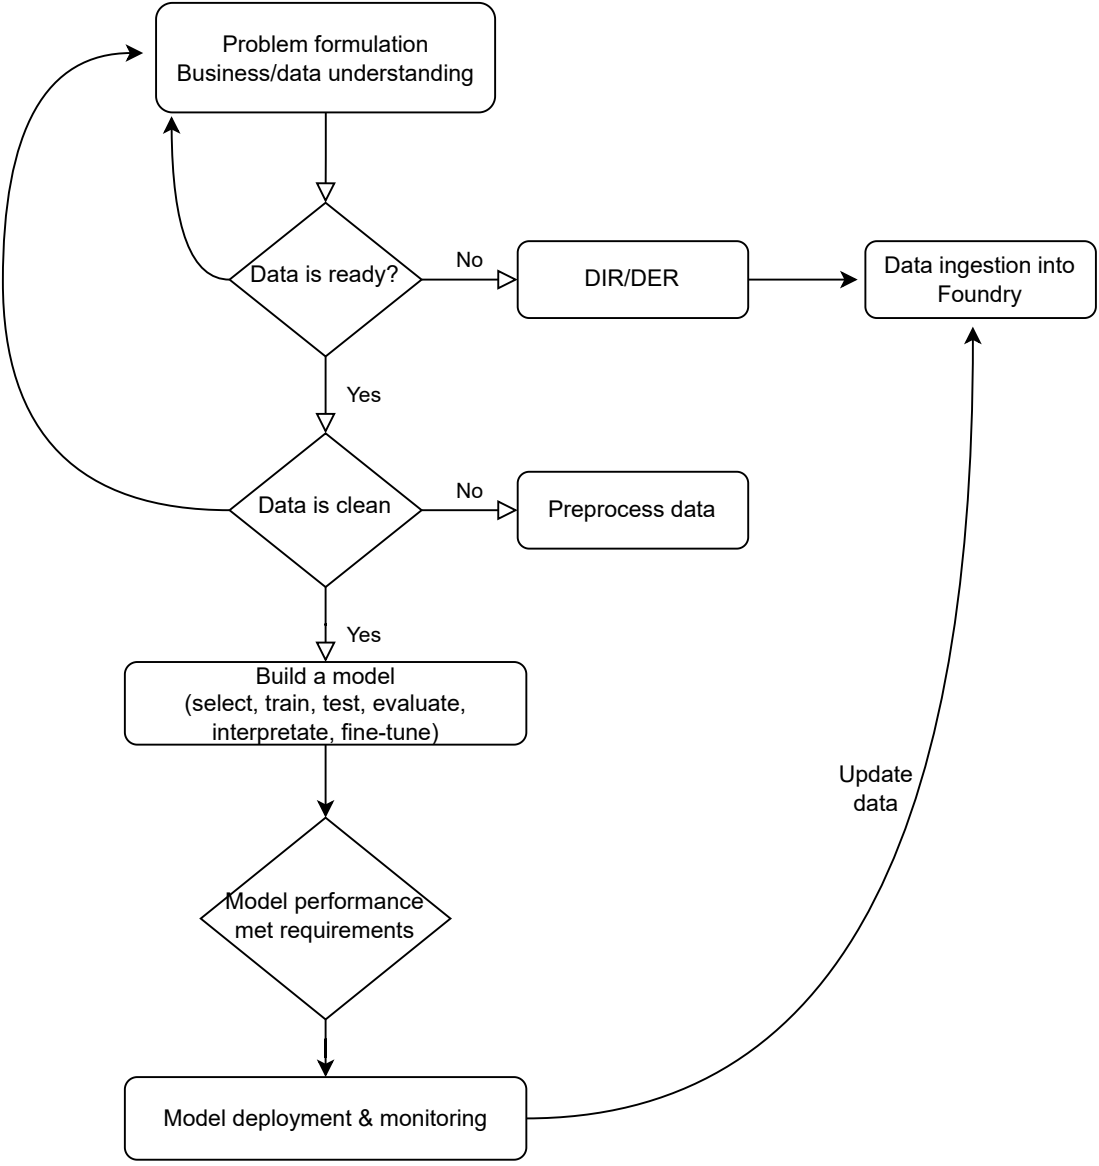 Problem formulation
Business/data understanding
Data is ready?
No
DIR/DER
Data ingestion into
Foundry
Yes
Data is clean
No
Preprocess data
Yes
Build a model
(select, train, test, evaluate,
interpretate, fine-tune)
Update
data
Model performance
met requirements
Model deployment & monitoring